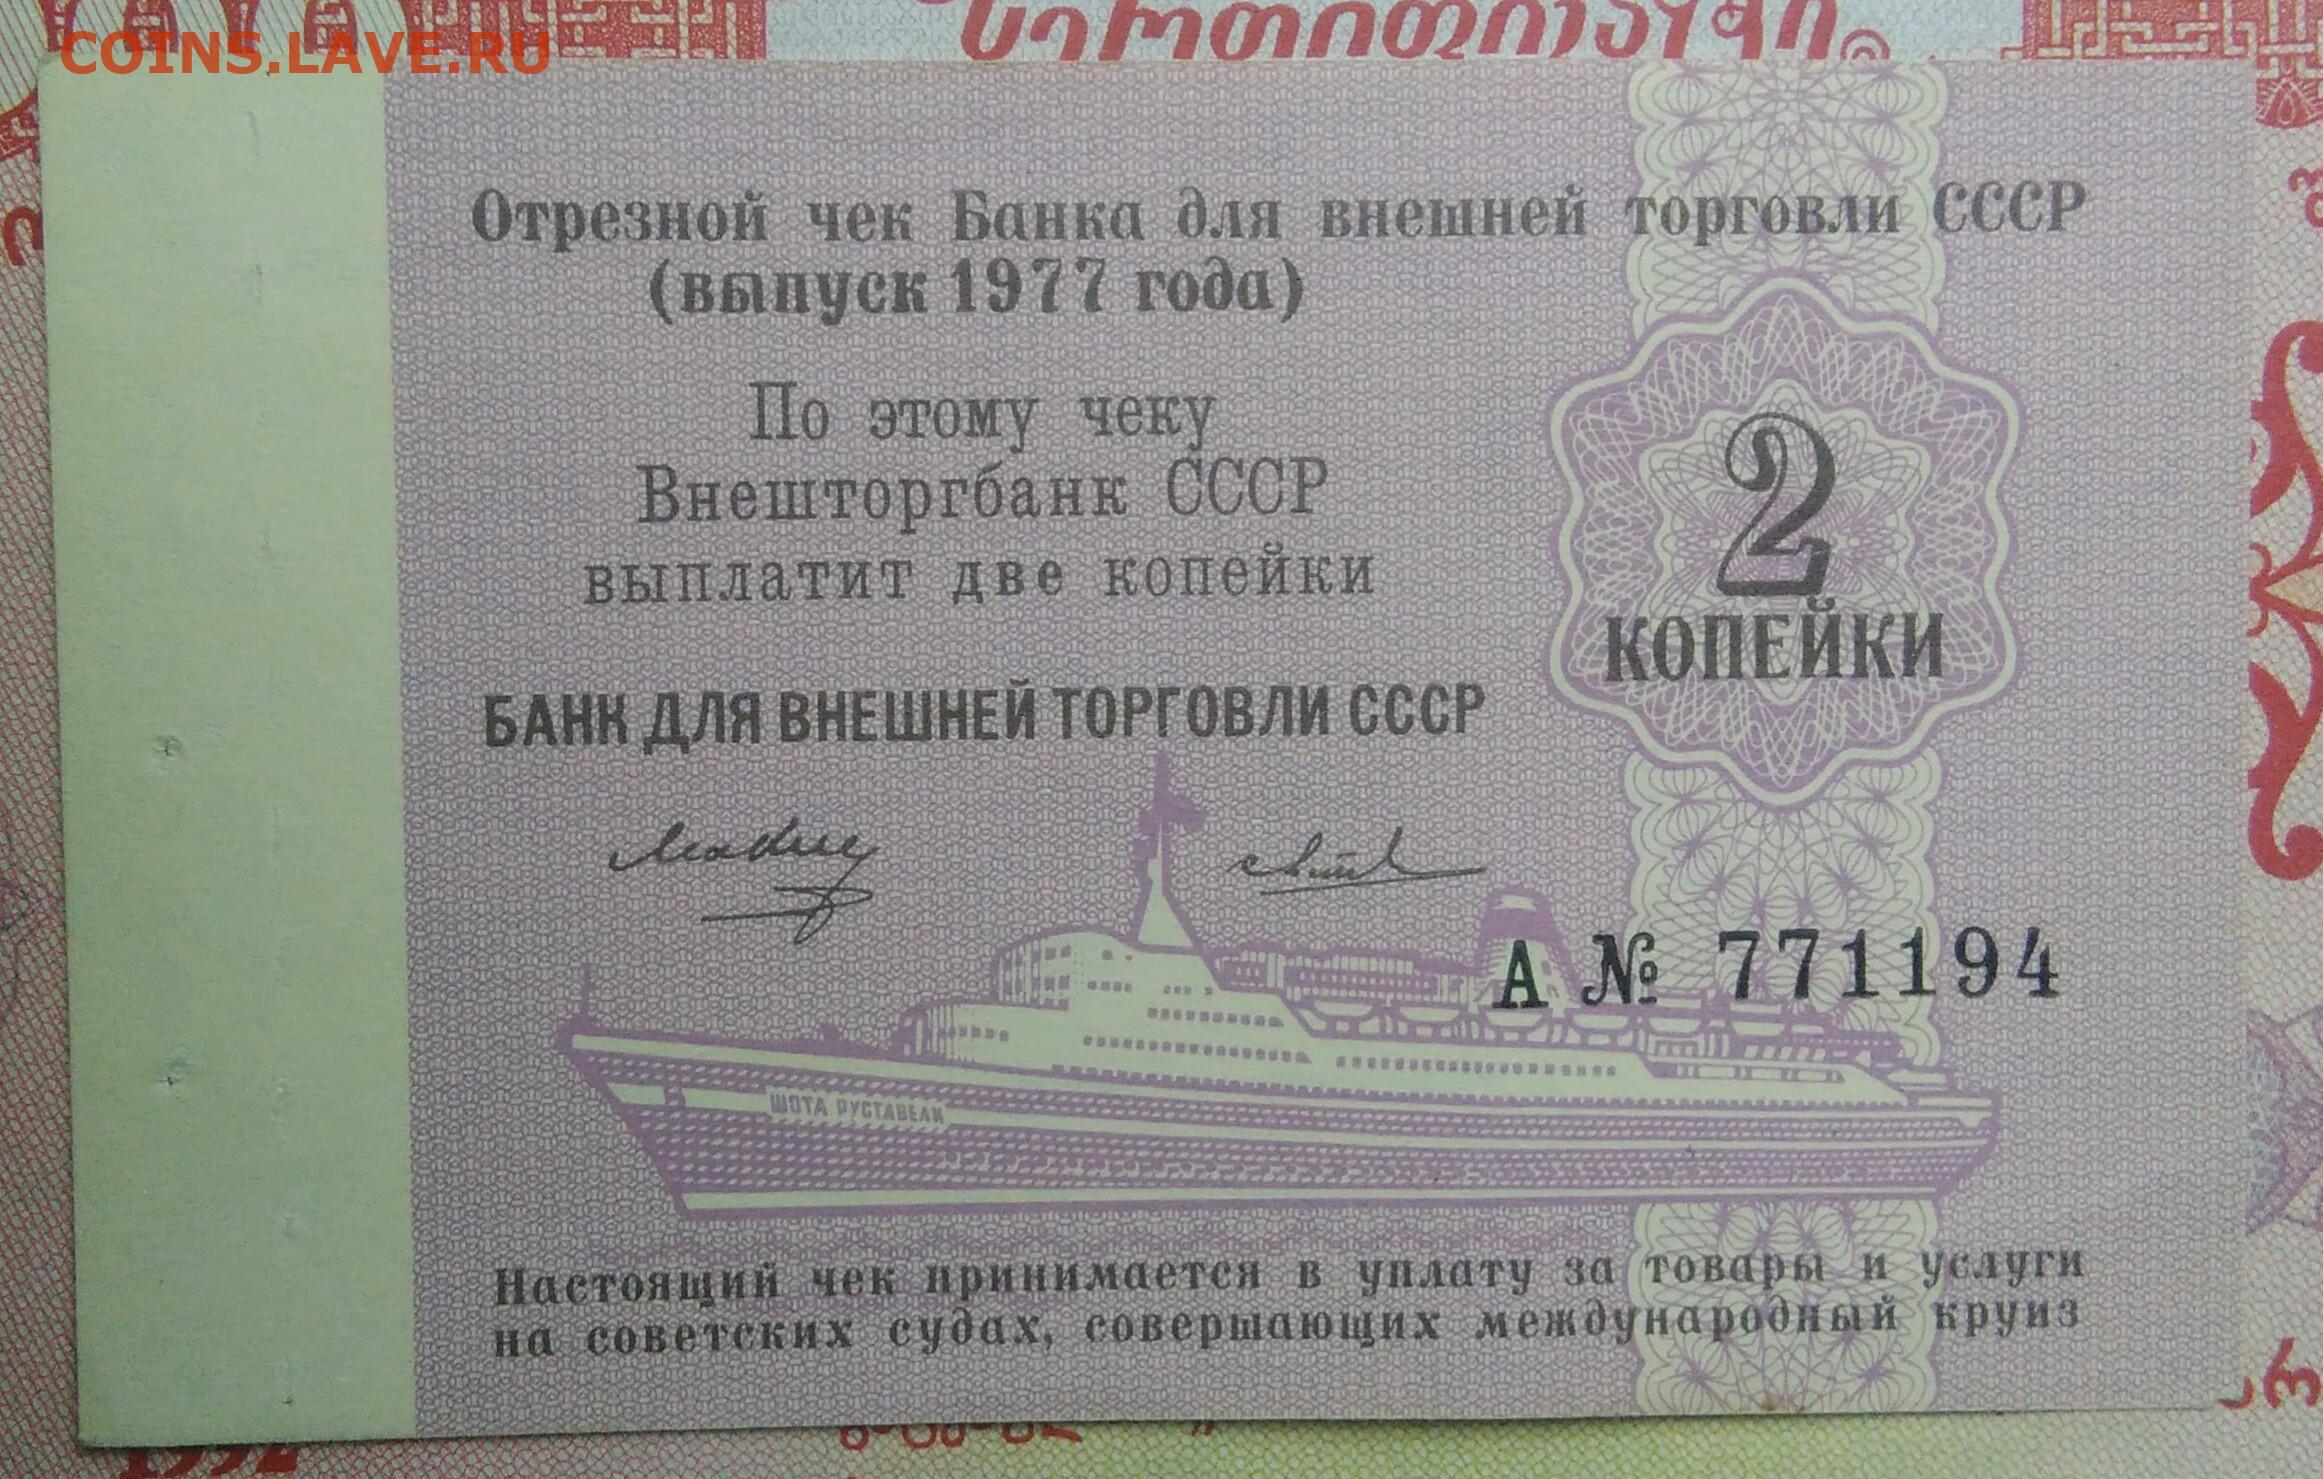 COINS.LAVE.RU
სერთიფიკატი
Отрезной чек Банка для внешней торговли СССР
(выпуск 1977 года)
По этому чеку
Внешторгбанк СССР
выплатит две копейки
2
КОПЕЙКИ
БАНК ДЛЯ ВНЕШНЕЙ ТОРГОВЛИ СССР
А № 771194
ШОТА РУСТАВЕЛИ
Настоящий чек принимается в уплату за товары и услуги
на советских судах, совершающих международный круиз
1992